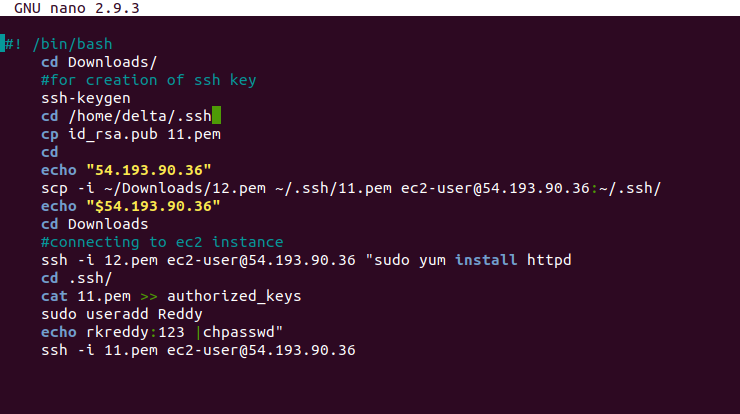 GNU nano 2.9.3
#! /bin/bash
cd Downloads/
#for creation of ssh key
ssh-keygen
cd /home/delta/.ssh
cp id_rsa.pub 11.pem
cd
echo "54.193.90.36"
scp -i ~/Downloads/12.pem ~/.ssh/11.pem ec2-user@54.193.90.36:~/.ssh/
echo "$54.193.90.36"
cd Downloads
#connecting to ec2 instance
ssh -i 12.pem ec2-user@54.193.90.36 "sudo yum install httpd
cd .ssh/
cat 11.pem >> authorized_keys
sudo useradd Reddy
echo rkreddy:123 |chpasswd"
ssh -i 11.pem ec2-user@54.193.90.36